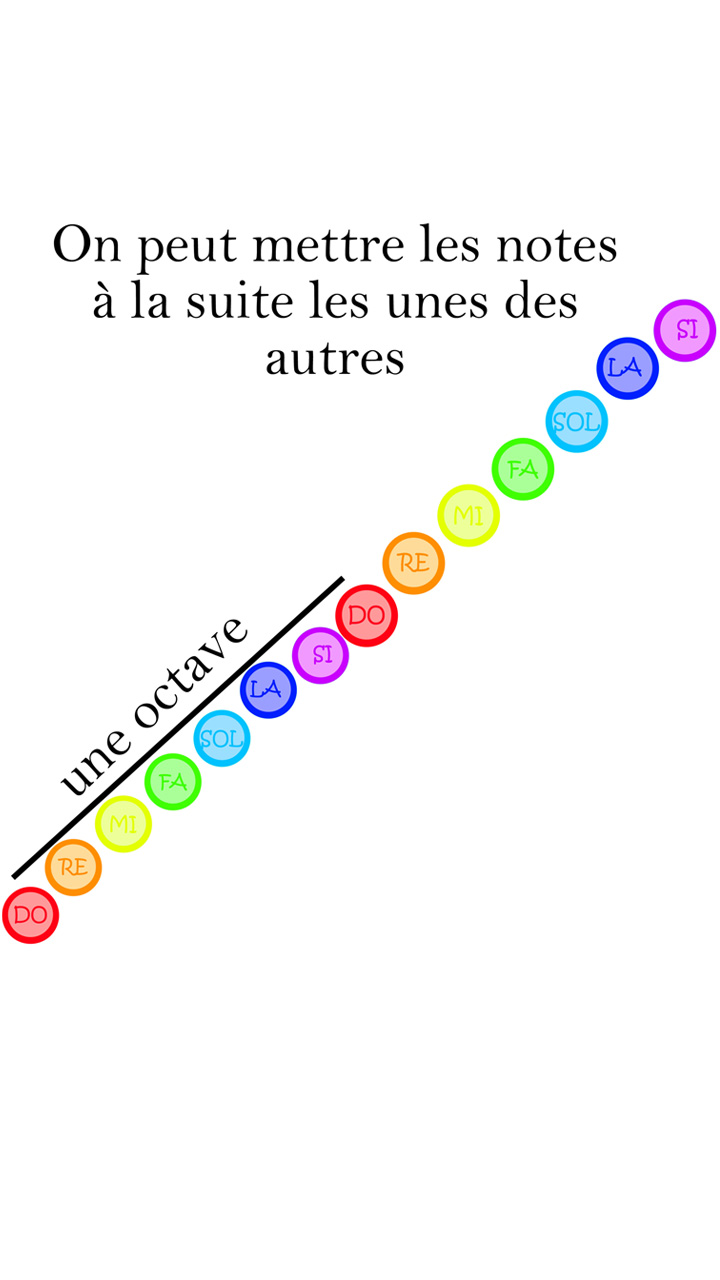 On peut mettre les notes
à la suite les unes des
autres
SI
LA
SOL
FA
MI
RE
DO
SI
LA
SOL
FA
MI
RE
DO
une octave